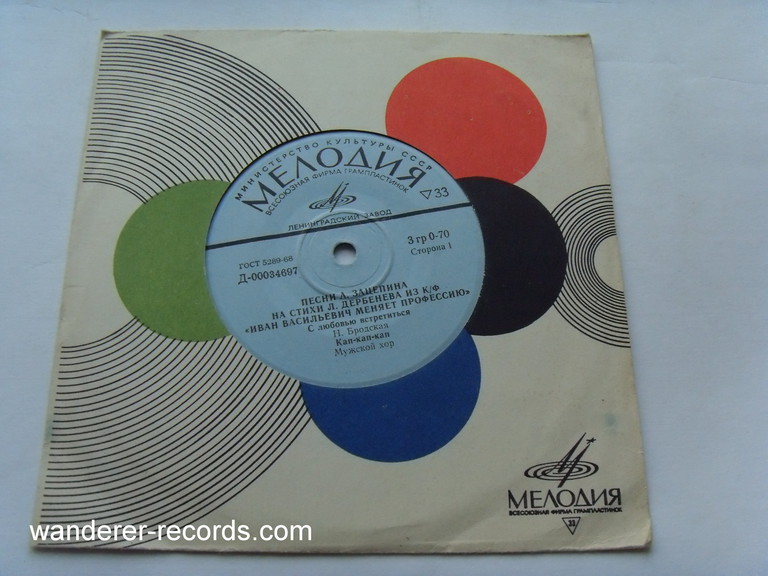 МИНИСТЕРСТВО КУЛЬТУРЫ СССР
МЕЛОДИЯ
ВСЕСОЮЗНАЯ ФИРМА ГРАМПЛАСТИНОК
33
ЛЕНИНГРАДСКИЙ ЗАВОД
ГОСТ 5289-68
3 гр 0-70
Д-00034697
Сторона 1
ПЕСНИ А. ЗАЦЕПИНА
НА СТИХИ Л. ДЕРБЕНЕВА ИЗ К/Ф
«ИВАН ВАСИЛЬЕВИЧ МЕНЯЕТ ПРОФЕССИЮ»
С любовью встретиться
Н. Бродская
Кап-кап-кап
Мужской хор
МЕЛОДИЯ
ВСЕСОЮЗНАЯ ФИРМА ГРАМПЛАСТИНОК
33
wanderer-records.com